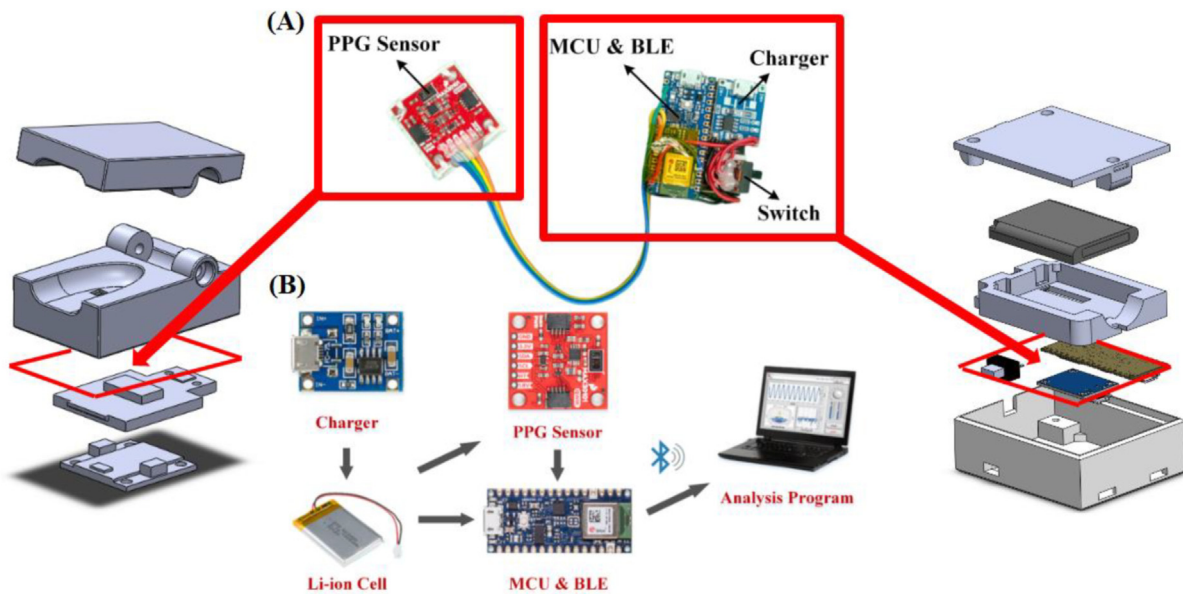 (A)
PPG Sensor
MCU & BLE
Charger
Switch
(B)
Charger
PPG Sensor
Analysis Program
Li-ion Cell
MCU & BLE